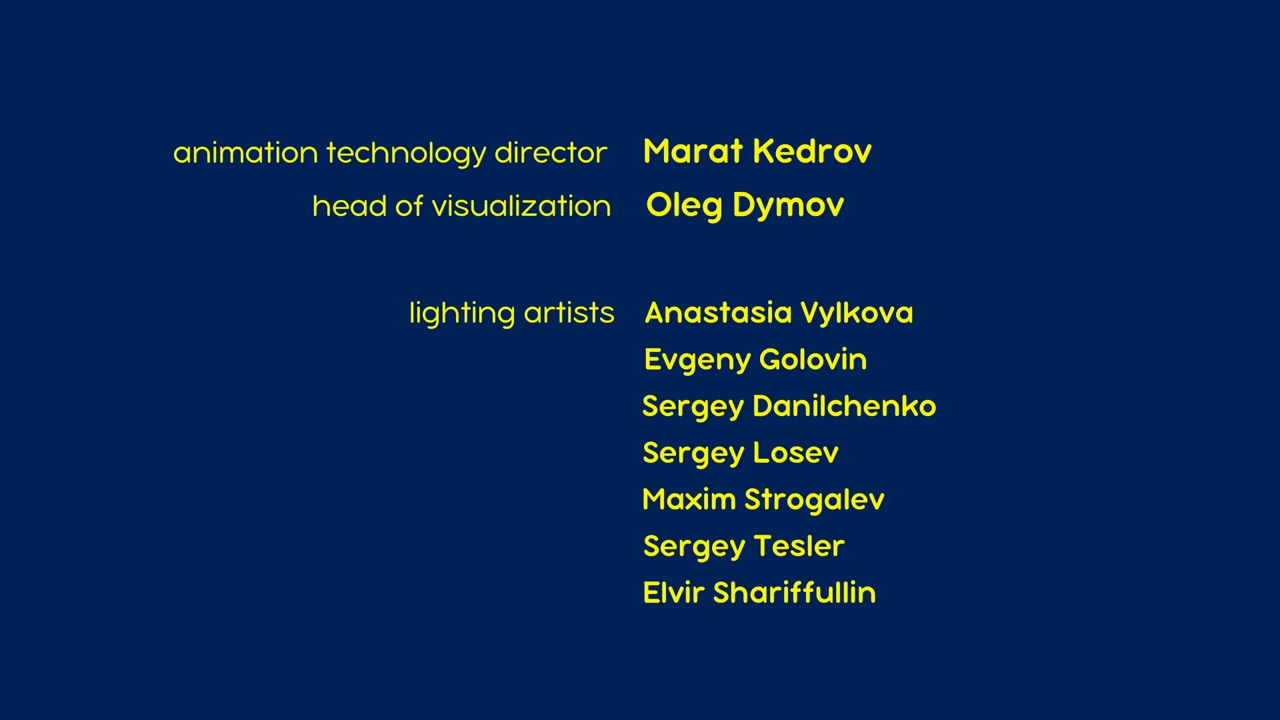 animation technology director Marat Kedrov
head of visualization Oleg Dymov
lighting artists Anastasia Vylkova
Evgeny Golovin
Sergey Danilchenko
Sergey Losev
Maxim Strogalev
Sergey Tesler
Elvir Shariffullin